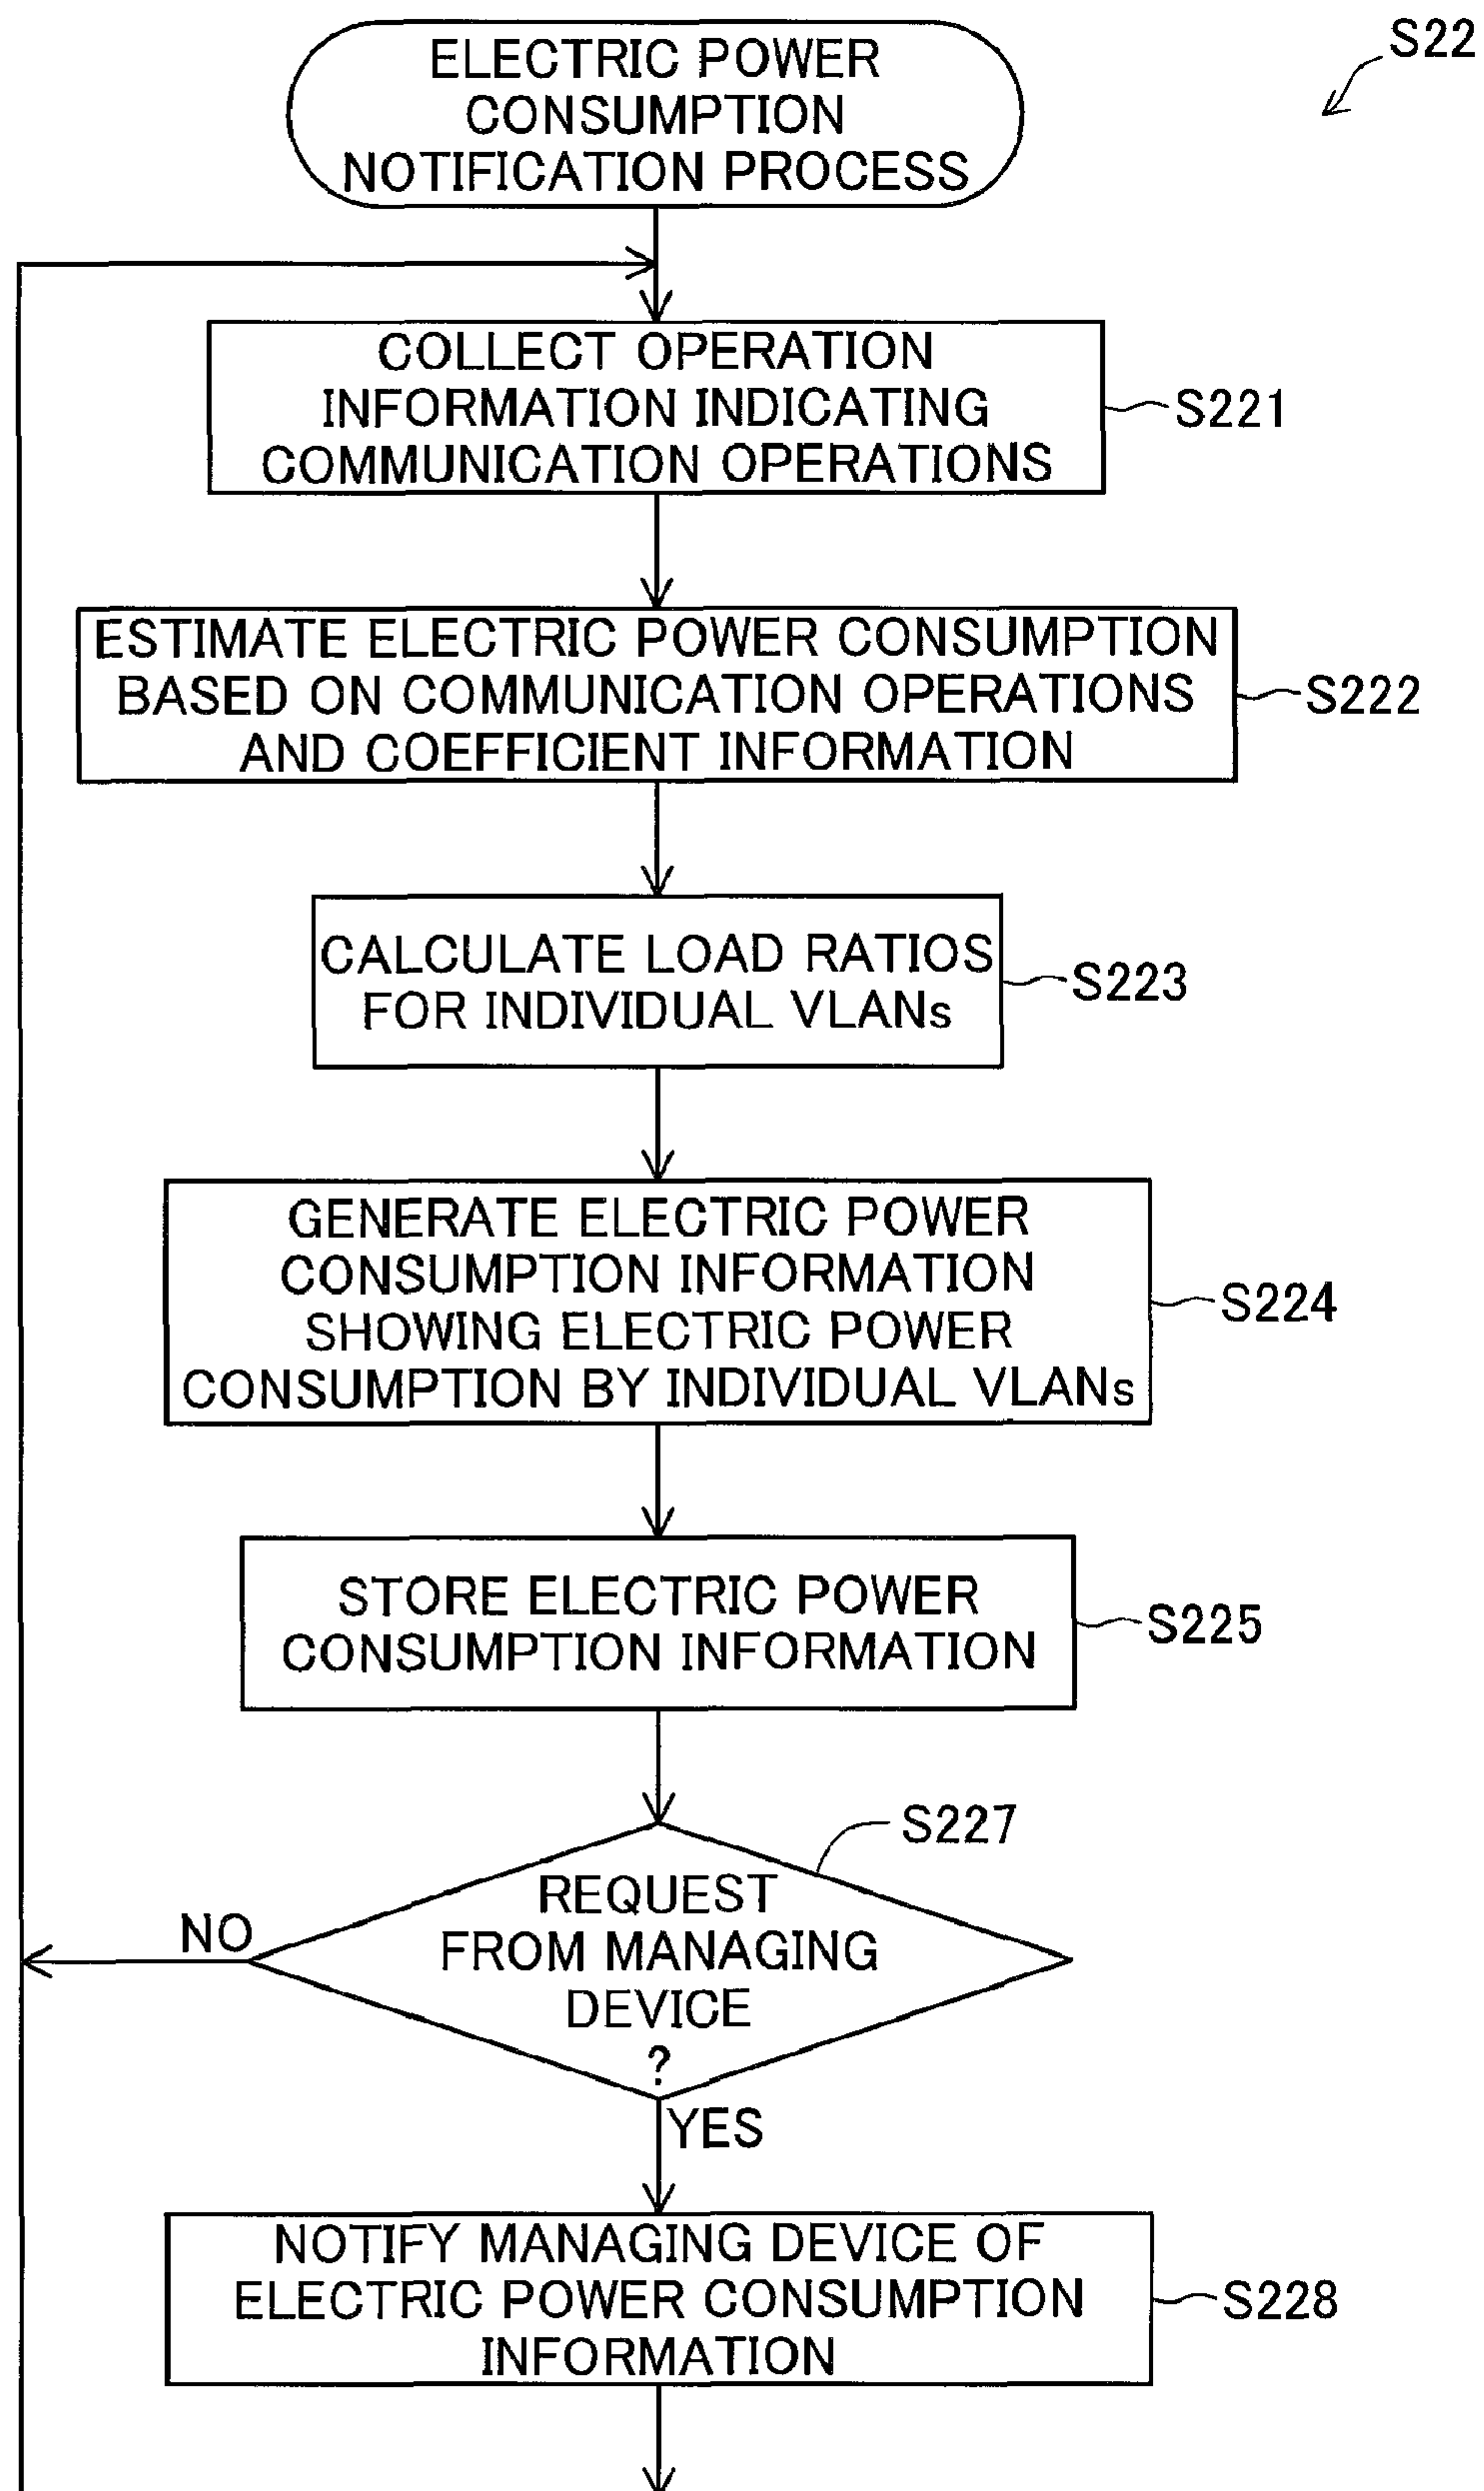 S22
ELECTRIC POWER
CONSUMPTION
NOTIFICATION PROCESS
COLLECT OPERATION
INFORMATION INDICATING
COMMUNICATION OPERATIONS
S221
ESTIMATE ELECTRIC POWER CONSUMPTION
BASED ON COMMUNICATION OPERATIONS
AND COEFFICIENT INFORMATION
S222
CALCULATE LOAD RATIOS
FOR INDIVIDUAL VLANs
S223
GENERATE ELECTRIC POWER
CONSUMPTION INFORMATION
SHOWING ELECTRIC POWER
CONSUMPTION BY INDIVIDUAL VLANs
S224
STORE ELECTRIC POWER
CONSUMPTION INFORMATION
S225
S227
REQUEST
FROM MANAGING
DEVICE
?
NO
YES
NOTIFY MANAGING DEVICE OF
ELECTRIC POWER CONSUMPTION
INFORMATION
S228